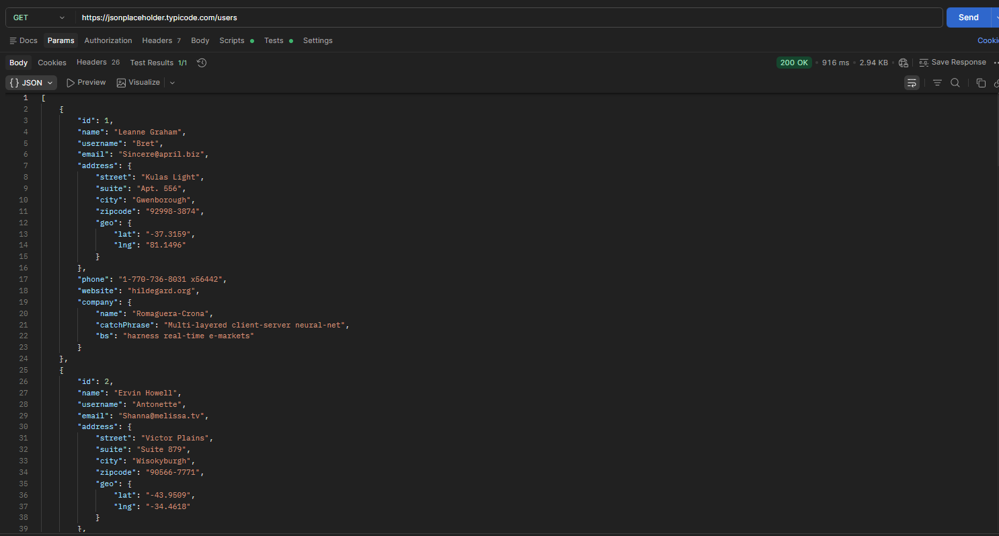 GET https://jsonplaceholder.typicode.com/users Send
Docs Params Authorization Headers 7 Body Scripts Tests Settings Cooki
Body Cookies Headers 26 Test Results 1/1 200 OK 916 ms 2.94 KB e.g. Save Response
{} JSON Preview Visualize
1 [
2 {
3 "id": 1,
4 "name": "Leanne Graham",
5 "username": "Bret",
6 "email": "Sincere@april.biz",
7 "address": {
8 "street": "Kulas Light",
9 "suite": "Apt. 556",
10 "city": "Gwenborough",
11 "zipcode": "92998-3874",
12 "geo": {
13 "lat": "-37.3159",
14 "lng": "81.1496"
15 }
16 },
17 "phone": "1-770-736-8031 x56442",
18 "website": "hildegard.org",
19 "company": {
20 "name": "Romaguera-Crona",
21 "catchPhrase": "Multi-layered client-server neural-net",
22 "bs": "harness real-time e-markets"
23 }
24 },
25 {
26 "id": 2,
27 "name": "Ervin Howell",
28 "username": "Antonette",
29 "email": "Shanna@melissa.tv",
30 "address": {
31 "street": "Victor Plains",
32 "suite": "Suite 879",
33 "city": "Wisokyburgh",
34 "zipcode": "90566-7771",
35 "geo": {
36 "lat": "-43.9509",
37 "lng": "-34.4618"
38 }
39 },